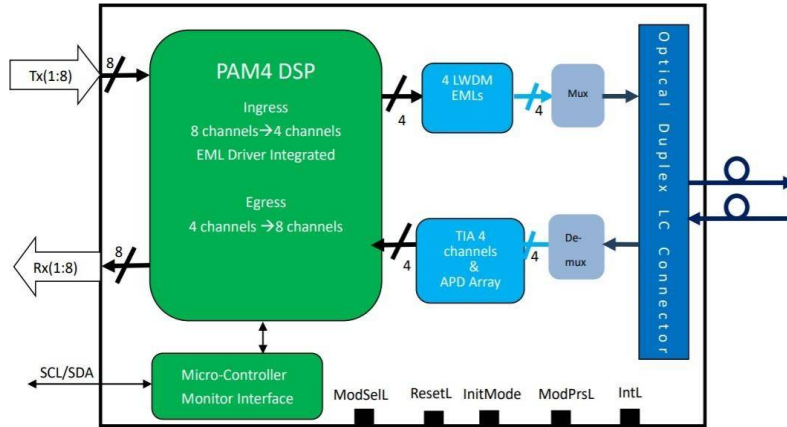 Tx(1:8)
8
PAM4 DSP
Ingress
8 channels→4 channels
EML Driver Integrated
Egress
4 channels →8 channels
4
4 LWDM
EMLs
4
Mux
Optical Duplex LC Connector
Rx(1:8)
8
4
TIA 4
channels
&
APD Array
4
De-
mux
SCL/SDA
Micro-Controller
Monitor Interface
ModSelL
ResetL
InitMode
ModPrsL
IntL